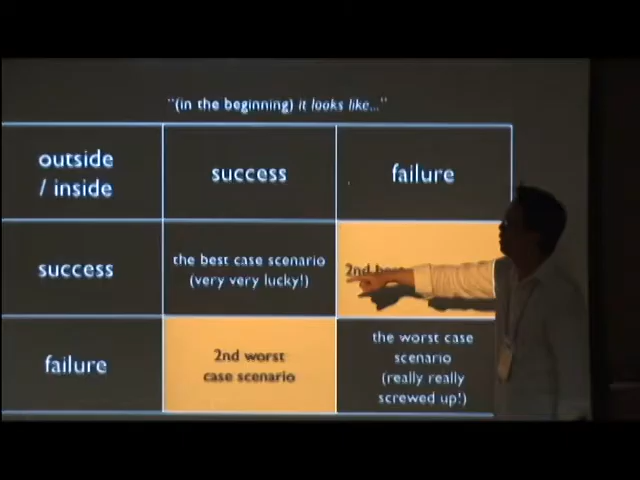 "(in the beginning) it looks like..."
outside
/ inside
success
failure
success
the best case scenario
(very very lucky!)
2nd
failure
2nd worst
case scenario
the worst case
scenario
(really really
screwed up!)